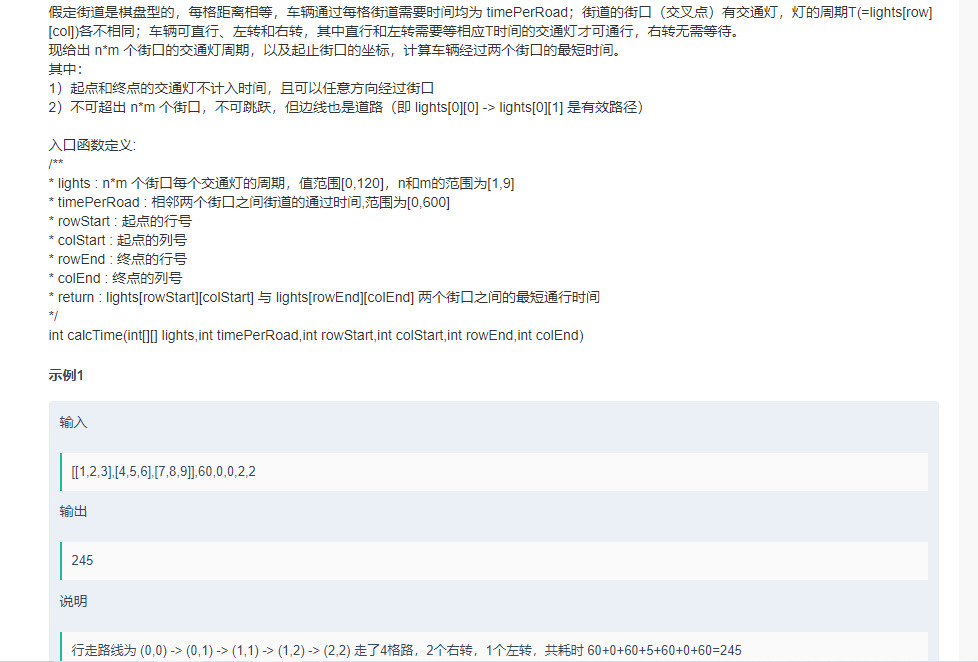 假定街道是棋盘型的，每格距离相等，车辆通过每格街道需要时间均为 timePerRoad；街道的街口（交叉点）有交通灯，灯的周期T(=lights[row]
[col])各不相同；车辆可直行、左转和右转，其中直行和左转需要等相应T时间的交通灯才可通行，右转无需等待。
现给出 n*m 个街口的交通灯周期，以及起止街口的坐标，计算车辆经过两个街口的最短时间。
其中：
1）起点和终点的交通灯不计入时间，且可以任意方向经过街口
2）不可超出 n*m 个街口，不可跳跃，但边线也是道路（即 lights[0][0] -> lights[0][1] 是有效路径）
入口函数定义:
/**
* lights : n*m 个街口每个交通灯的周期，值范围[0,120]，n和m的范围为[1,9]
* timePerRoad : 相邻两个街口之间街道的通过时间,范围为[0,600]
* rowStart : 起点的行号
* colStart : 起点的列号
* rowEnd : 终点的行号
* colEnd : 终点的列号
* return : lights[rowStart][colStart] 与 lights[rowEnd][colEnd] 两个街口之间的最短通行时间
*/
int calcTime(int[][] lights,int timePerRoad,int rowStart,int colStart,int rowEnd,int colEnd)
示例1
输入
[[1,2,3],[4,5,6],[7,8,9]],60,0,0,2,2
输出
245
说明
行走路线为 (0,0) -> (0,1) -> (1,1) -> (1,2) -> (2,2) 走了4格路，2个右转，1个左转，共耗时 60+0+60+5+60+0+60=245